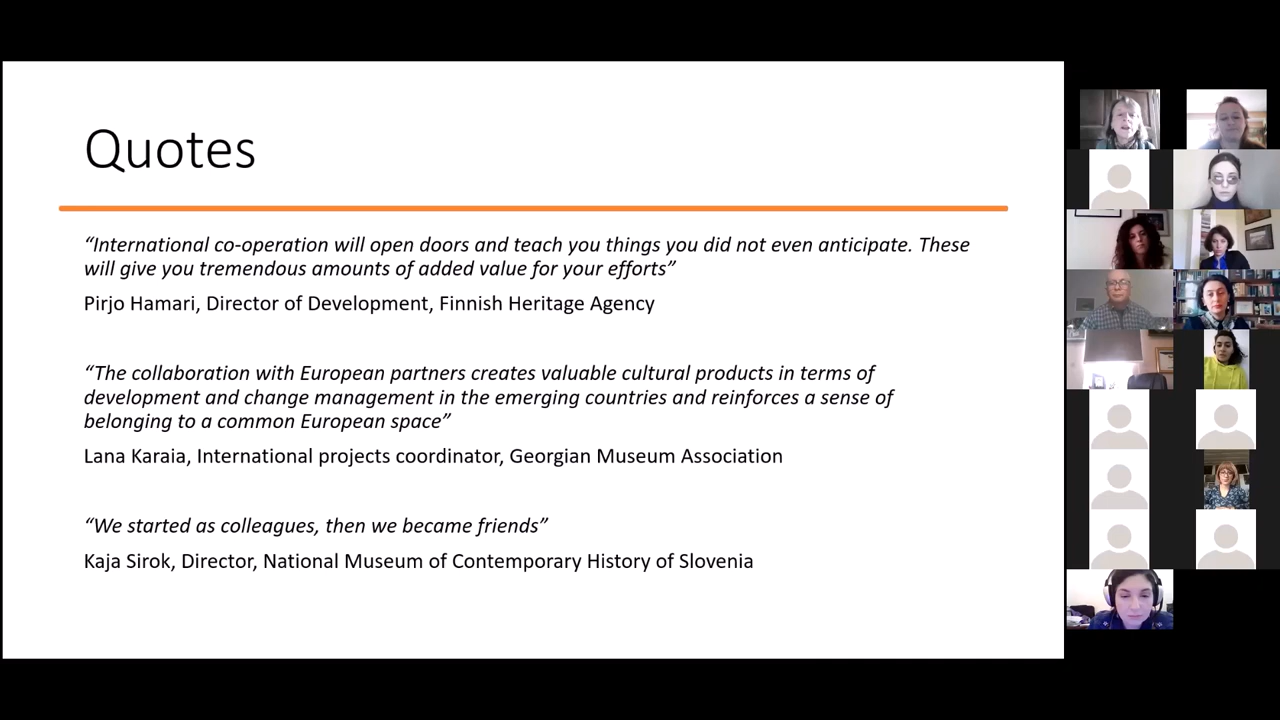 Quotes
“International co-operation will open doors and teach you things you did not even anticipate. These
will give you tremendous amounts of added value for your efforts”
Pirjo Hamari, Director of Development, Finnish Heritage Agency
“The collaboration with European partners creates valuable cultural products in terms of
development and change management in the emerging countries and reinforces a sense of
belonging to a common European space”
Lana Karaia, International projects coordinator, Georgian Museum Association
“We started as colleagues, then we became friends”
Kaja Sirok, Director, National Museum of Contemporary History of Slovenia